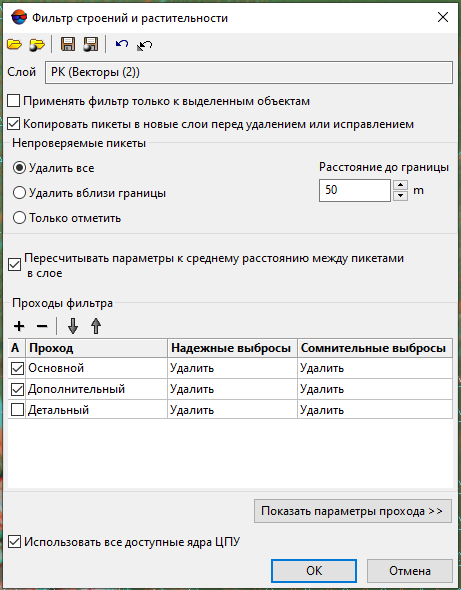 Фильтр строений и растительности
Слой РК (Векторы (2))
Применять фильтр только к выделенным объектам
Копировать пикеты в новые слои перед удалением или исправлением
Непроверяемые пикеты
Удалить все Расстояние до границы
Удалить вблизи границы 50 m
Только отметить
Пересчитывать параметры к среднему расстоянию между пикетами
в слое
Проходы фильтра
А Проход Надежные выбросы Сомнительные выбросы
Основной Удалить Удалить
Дополнительный Удалить Удалить
Детальный Удалить Удалить
Показать параметры прохода >>
Использовать все доступные ядра ЦПУ
OK Отмена